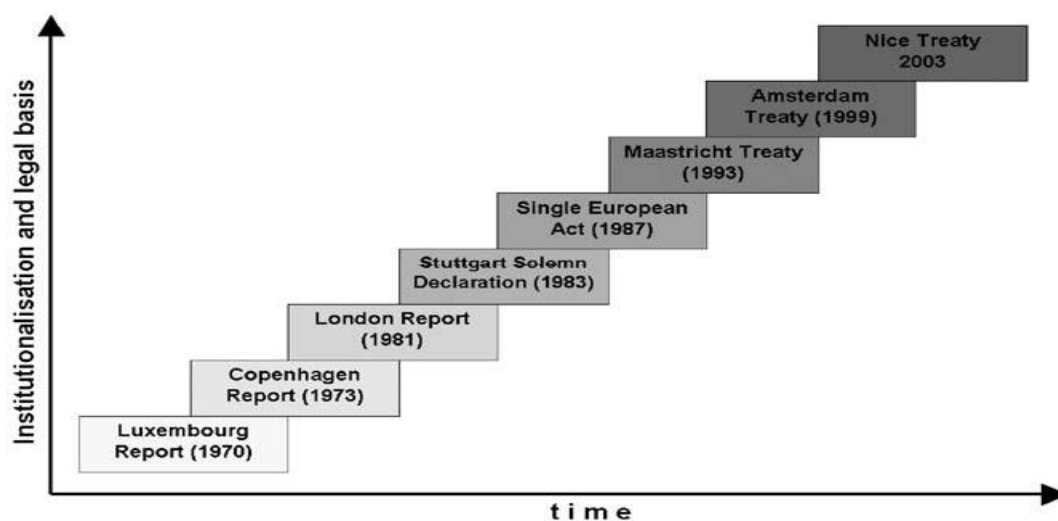 Institutionalisation and legal basis
Nice Treaty
2003
Amsterdam
Treaty (1999)
Maastricht Treaty
(1993)
Single European
Act (1987)
Stuttgart Solemn
Declaration (1983)
London Report
(1981)
Copenhagen
Report (1973)
Luxembourg
Report (1970)
time